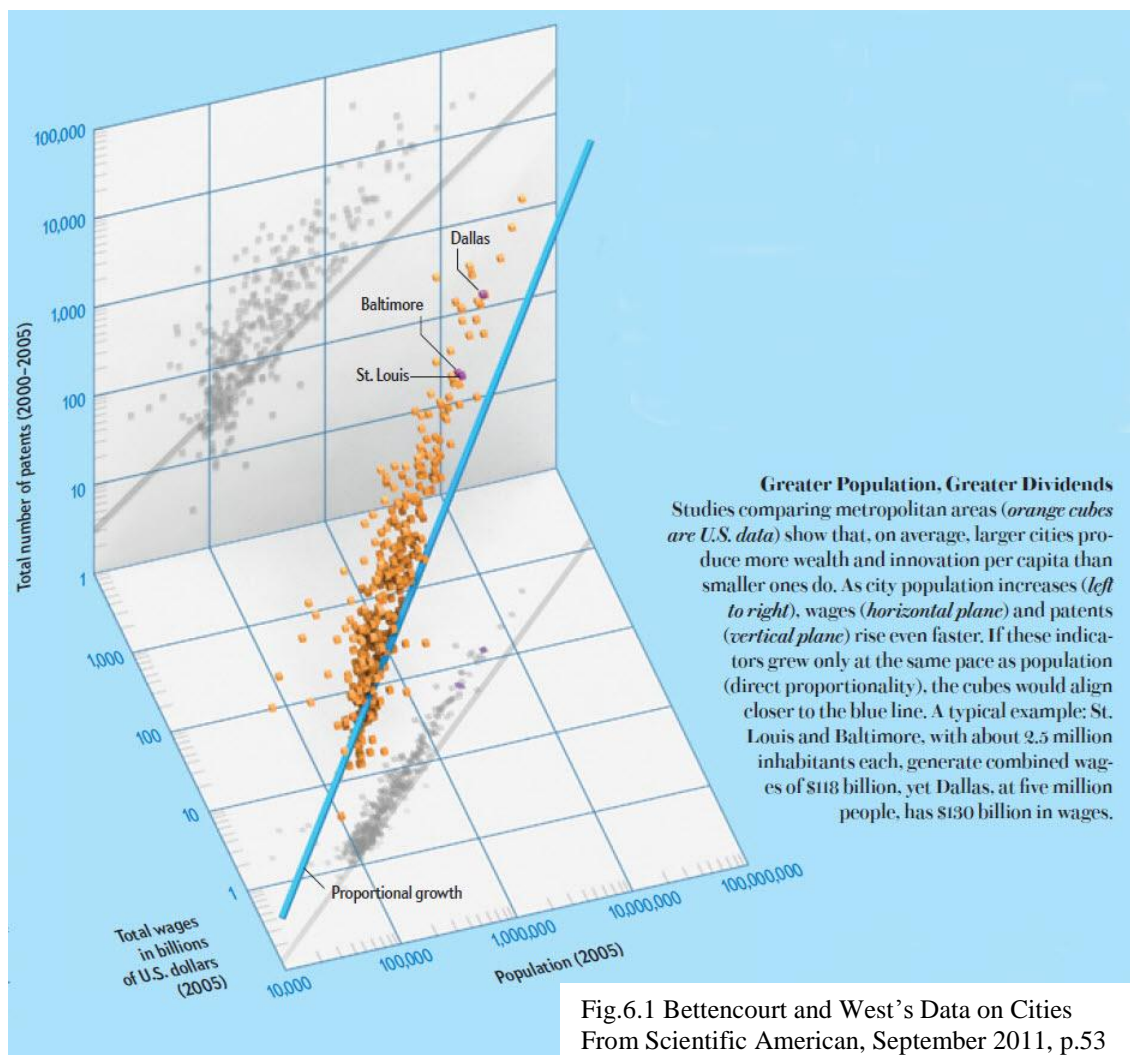 100,000
10,000
1,000
100
10
1
Total number of patents (2000–2005)
Dallas
Baltimore
St. Louis
1,000
100
10
1
Total wages
in billions
of U.S. dollars
(2005)
Proportional growth
10,000
100,000
1,000,000
10,000,000
100,000,000
Population (2005)
Greater Population, Greater Dividends
Studies comparing metropolitan areas (orange cubes
are U.S. data) show that, on average, larger cities pro-
duce more wealth and innovation per capita than
smaller ones do. As city population increases (left
to right), wages (horizontal plane) and patents
(vertical plane) rise even faster. If these indica-
tors grew only at the same pace as population
(direct proportionality), the cubes would align
closer to the blue line. A typical example: St.
Louis and Baltimore, with about 2.5 million
inhabitants each, generate combined wag-
es of $118 billion, yet Dallas, at five million
people, has $130 billion in wages.
Fig.6.1 Bettencourt and West’s Data on Cities
From Scientific American, September 2011, p.53